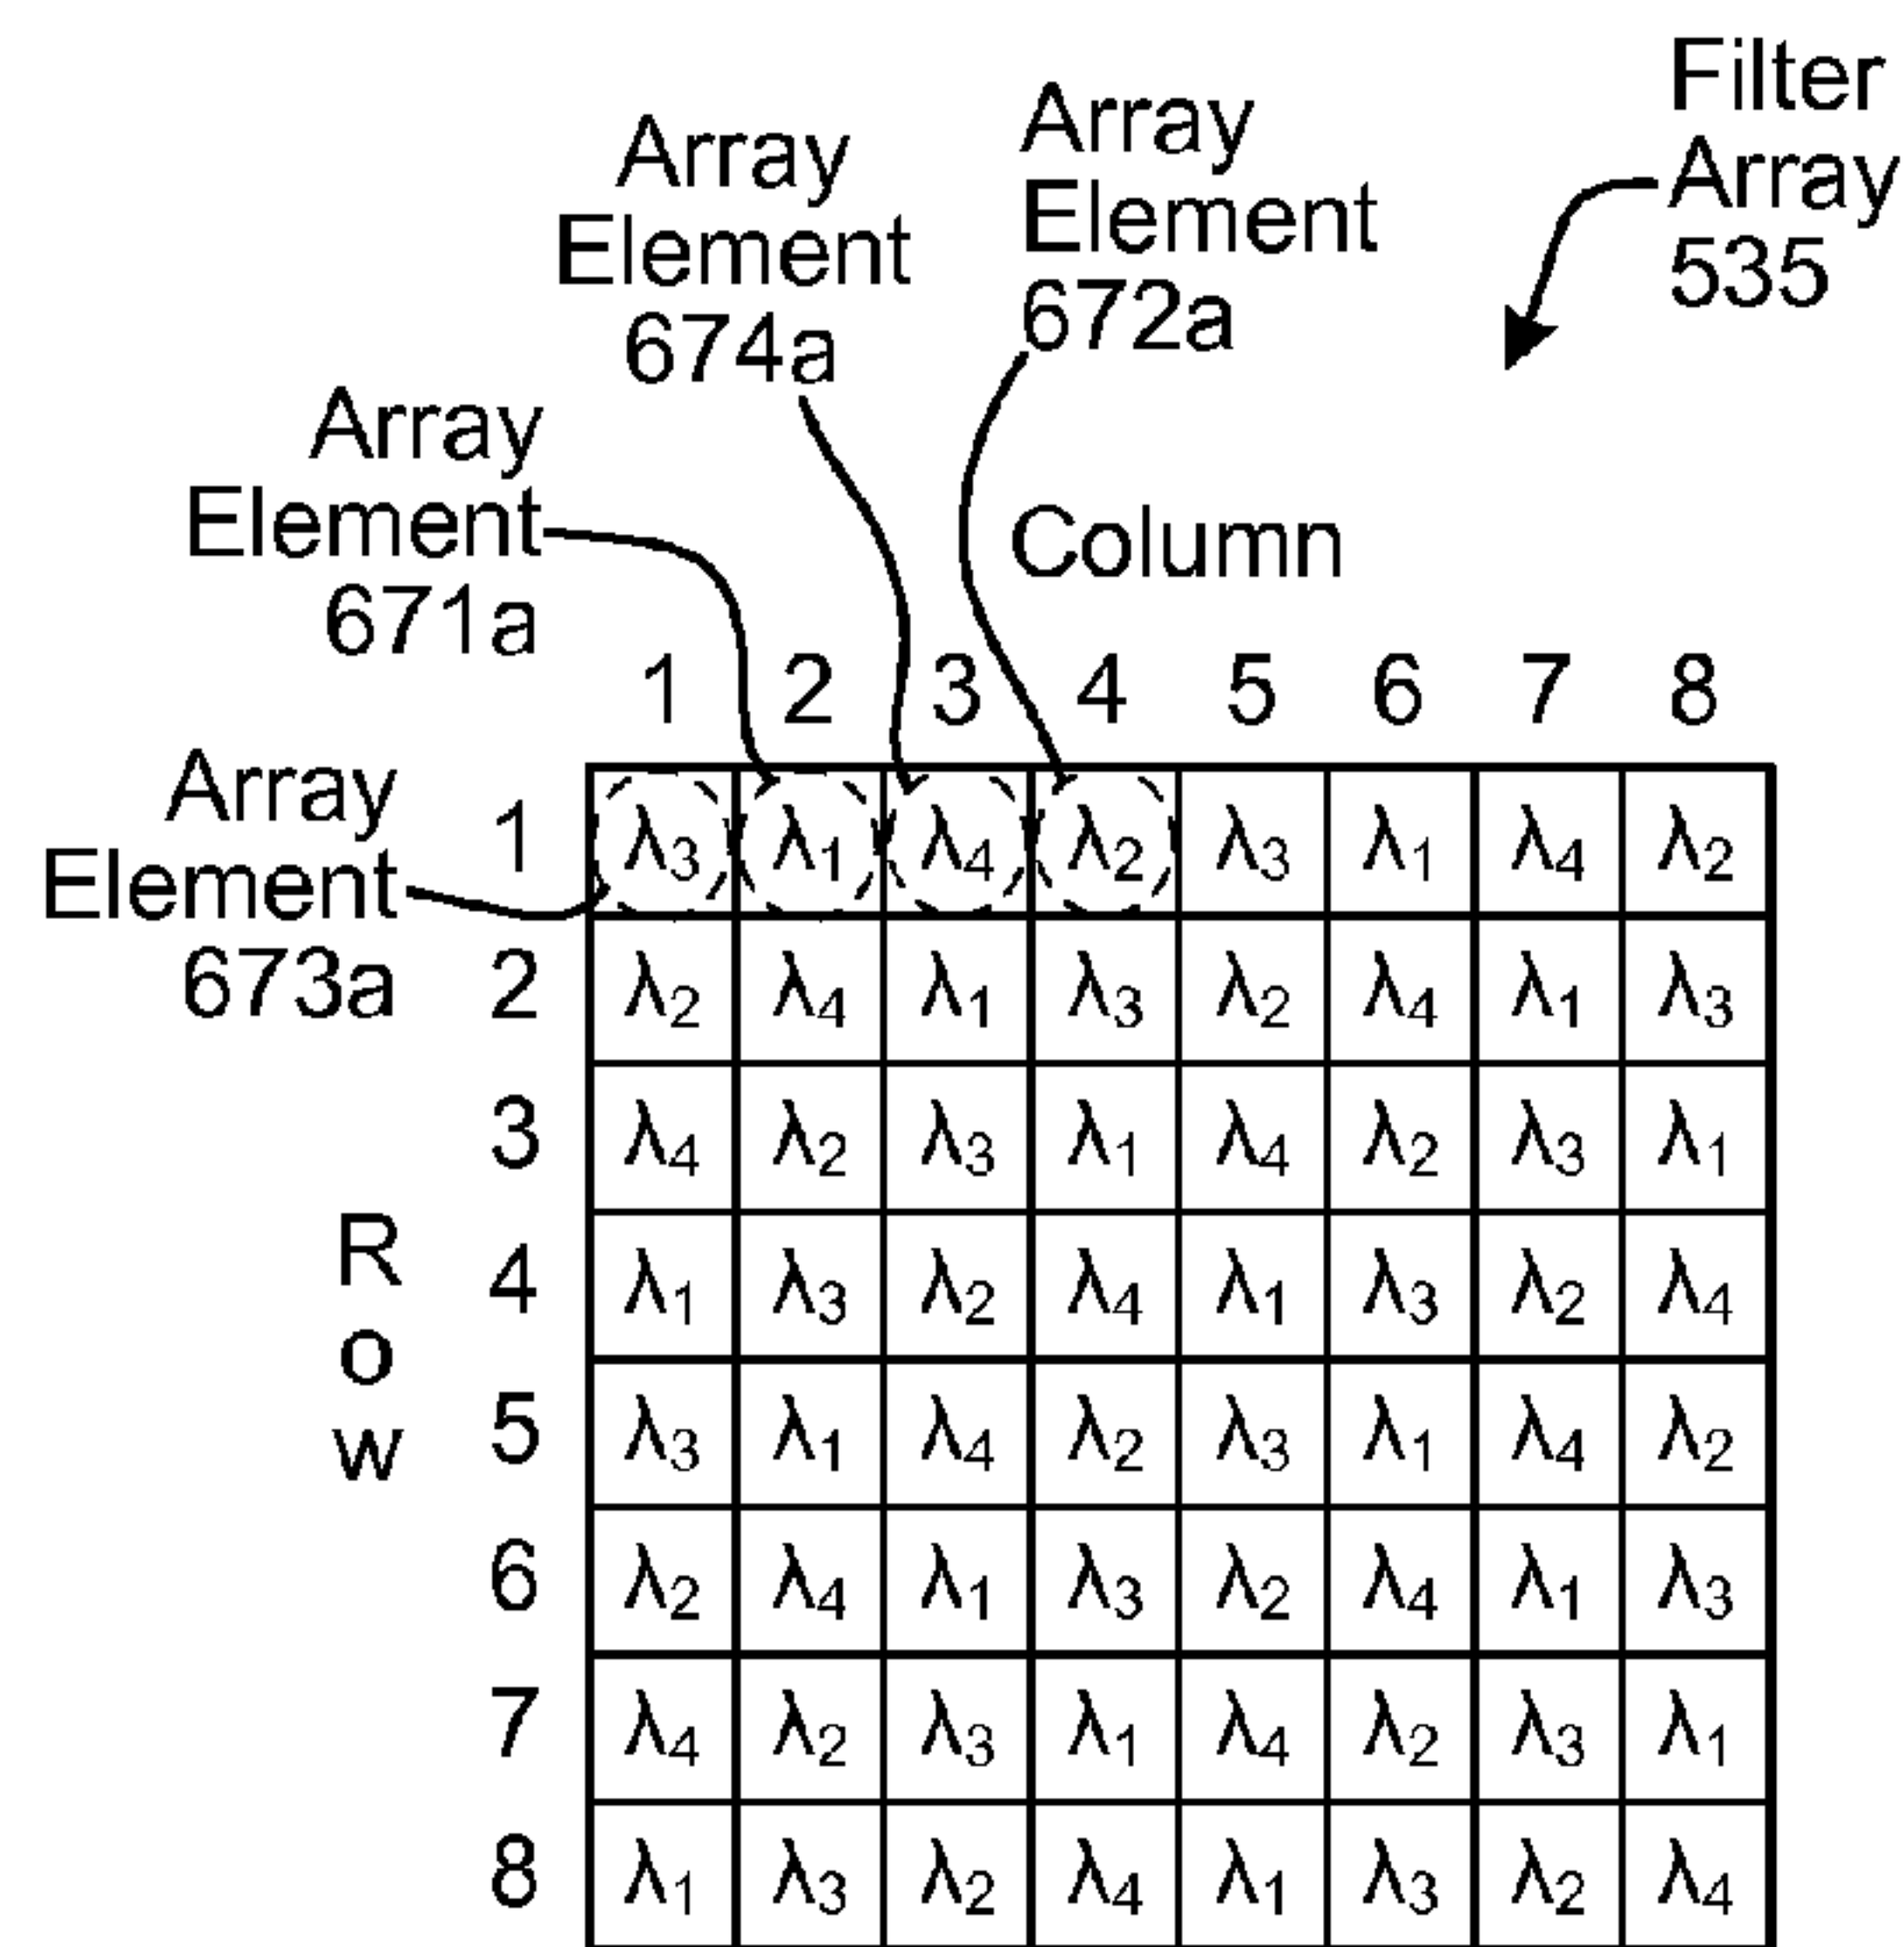 Filter
Array
535
Array
Element
672a
Array
Element
674a
Array
Element
671a
Array
Element
673a
Column
1 2 3 4 5 6 7 8
Row
1 λ₃ λ₁ λ₄ λ₂ λ₃ λ₁ λ₄ λ₂
2 λ₂ λ₄ λ₁ λ₃ λ₂ λ₄ λ₁ λ₃
3 λ₄ λ₂ λ₃ λ₁ λ₄ λ₂ λ₃ λ₁
4 λ₁ λ₃ λ₂ λ₄ λ₁ λ₃ λ₂ λ₄
5 λ₃ λ₁ λ₄ λ₂ λ₃ λ₁ λ₄ λ₂
6 λ₂ λ₄ λ₁ λ₃ λ₂ λ₄ λ₁ λ₃
7 λ₄ λ₂ λ₃ λ₁ λ₄ λ₂ λ₃ λ₁
8 λ₁ λ₃ λ₂ λ₄ λ₁ λ₃ λ₂ λ₄